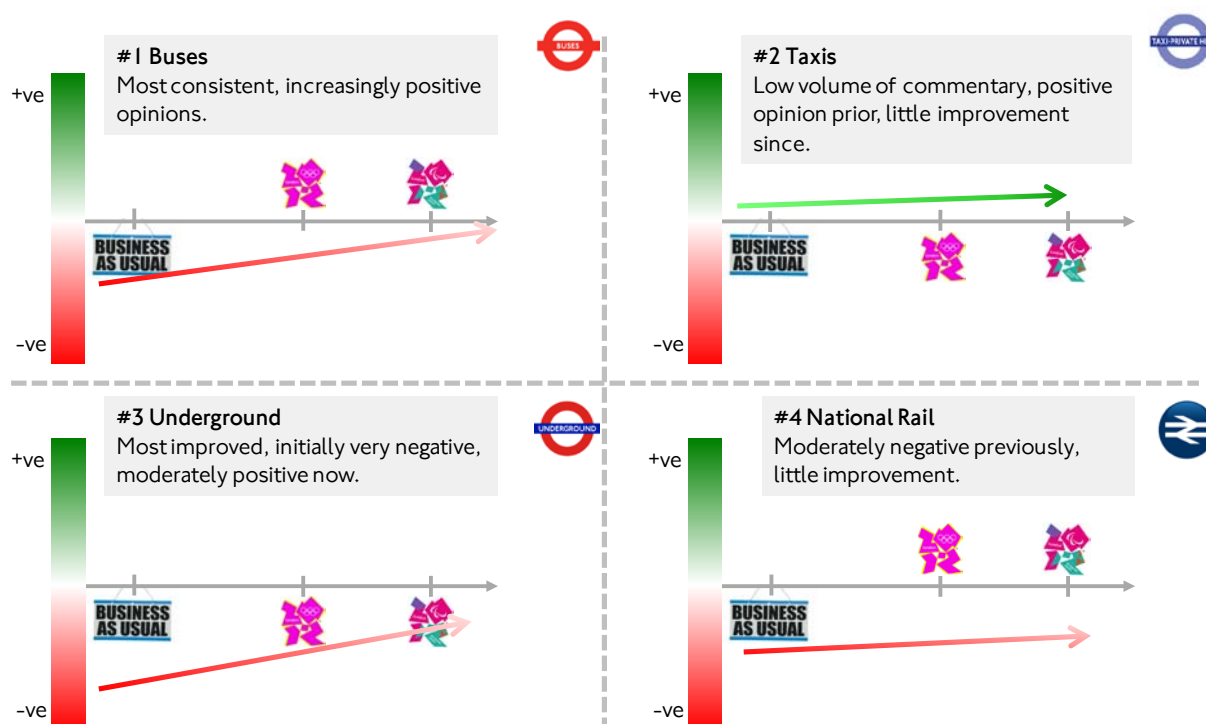 #1 Buses
Most consistent, increasingly positive
opinions.
BUSES
+ve
BUSINESS
AS USUAL
-ve
#2 Taxis
Low volume of commentary, positive
opinion prior, little improvement
since.
TAXI-PRIVATE HI
+ve
BUSINESS
AS USUAL
-ve
#3 Underground
Most improved, initially very negative,
moderately positive now.
UNDERGROUND
+ve
BUSINESS
AS USUAL
-ve
#4 National Rail
Moderately negative previously,
little improvement.
+ve
BUSINESS
AS USUAL
-ve